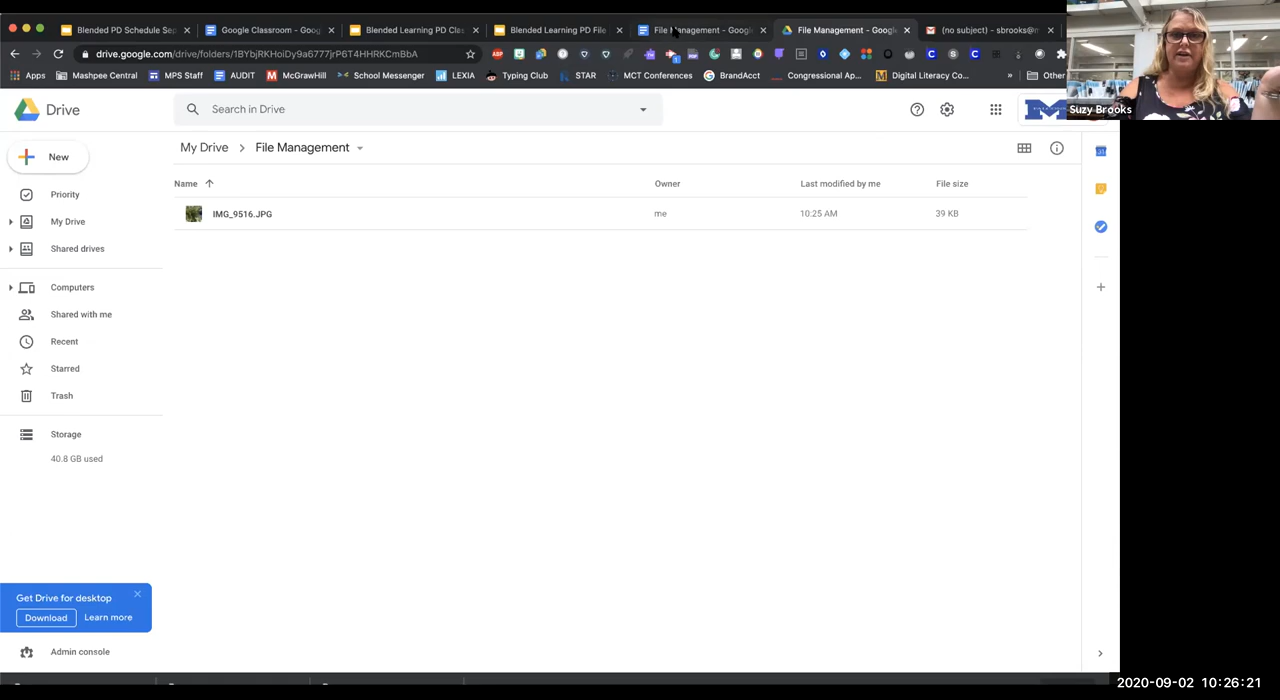 Blended PD Schedule Sep
Google Classroom - Goog
Blended Learning PD Clas
Blended Learning PD File
File Management - Googl
File Management - Google
(no subject) - sbrooks@m
drive.google.com/drive/folders/1BYbjRKHoiDy9a6777jrP6T4HHRKCmBbA
Apps
Mashpee Central
MPS Staff
AUDIT
McGrawHill
School Messenger
LEXIA
Typing Club
STAR
MCT Conferences
BrandAcct
Congressional Ap...
Digital Literacy Co...
»
Other
Suzy Brooks
Drive
Search in Drive
New
My Drive > File Management
Name
Owner
Last modified by me
File size
IMG_9516.JPG
me
10:25 AM
39 KB
Priority
My Drive
Shared drives
Computers
Shared with me
Recent
Starred
Trash
Storage
40.8 GB used
Get Drive for desktop
Download
Learn more
Admin console
2020-09-02 10:26:21